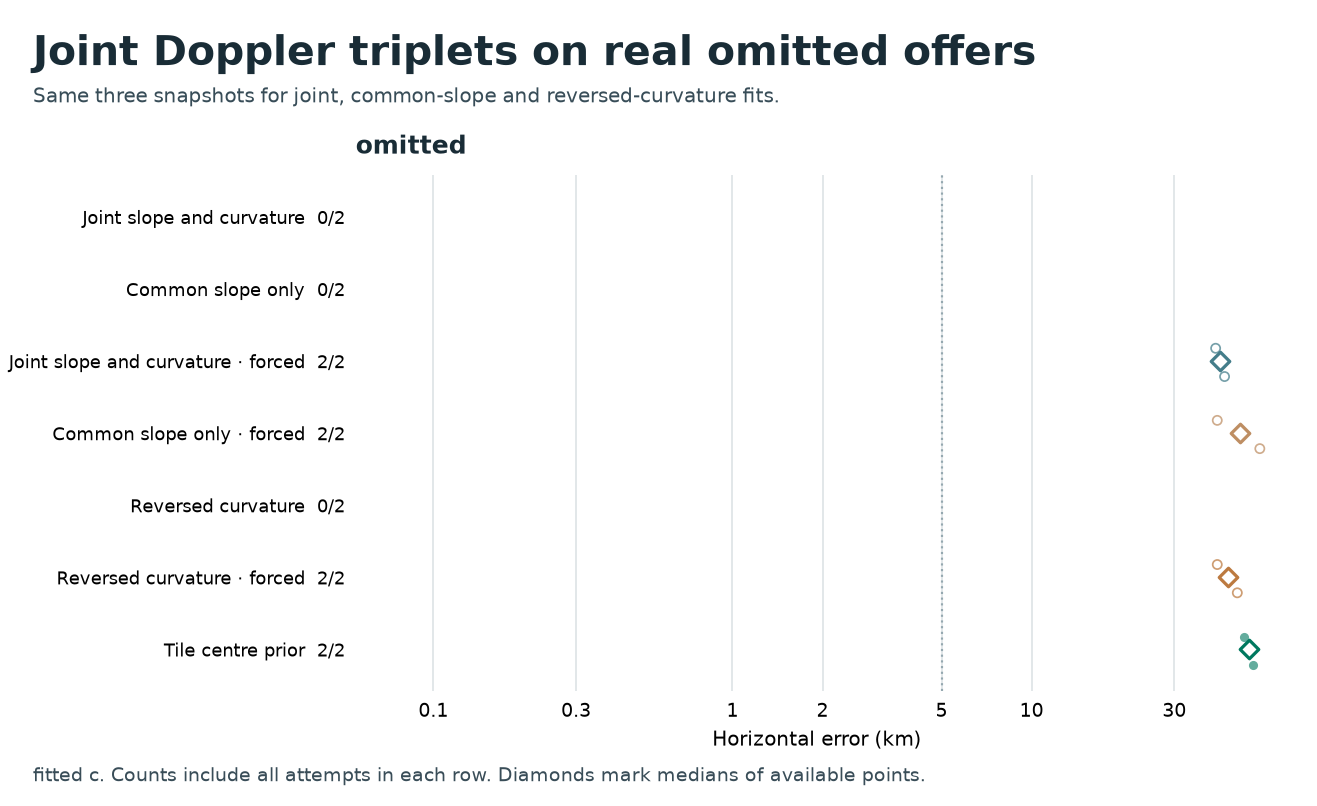 Joint Doppler triplets on real omitted offers
Same three snapshots for joint, common-slope and reversed-curvature fits.
omitted
Joint slope and curvature 0/2
Common slope only 0/2
Joint slope and curvature · forced 2/2
Common slope only · forced 2/2
Reversed curvature 0/2
Reversed curvature · forced 2/2
Tile centre prior 2/2
0.1 0.3 1 2 5 10 30
Horizontal error (km)
fitted c. Counts include all attempts in each row. Diamonds mark medians of available points.